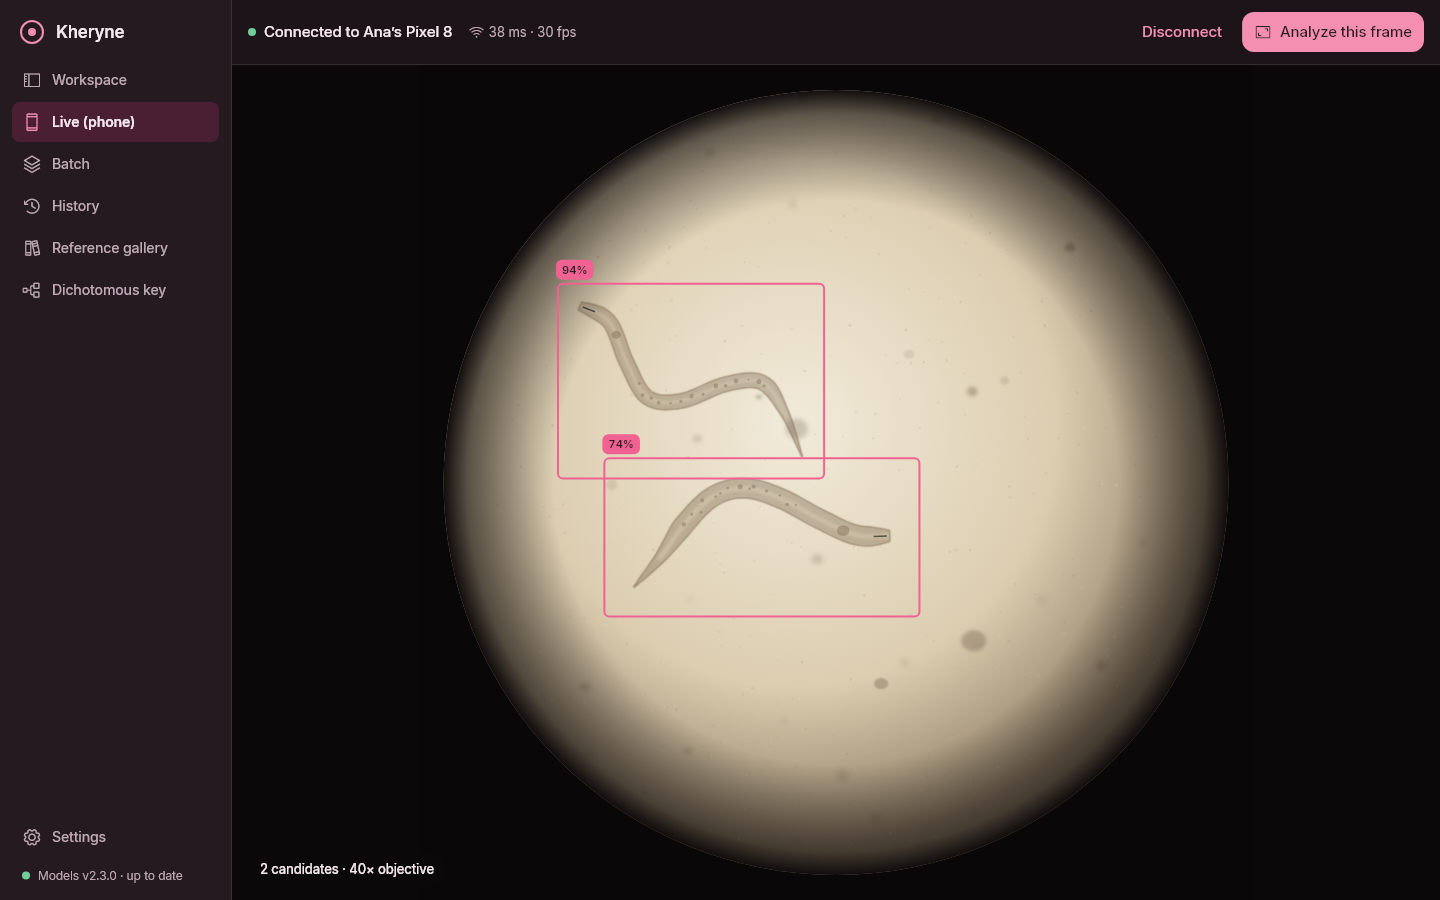 Kheryne
Connected to Ana's Pixel 8
38 ms · 30 fps
Disconnect
Analyze this frame
Workspace
Live (phone)
Batch
History
Reference gallery
Dichotomous key
94%
74%
Settings
Models v2.3.0 · up to date
2 candidates · 40× objective